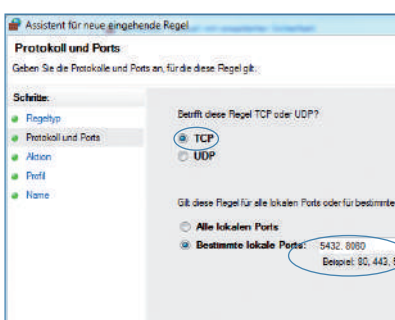 Assistent für neue eingehende Regel
Protokoll und Ports
Geben Sie die Protokolle und Ports an, für die diese Regel gilt.
Schritte:
Regeltyp
Protokoll und Ports
Aktion
Profil
Name
Betrifft diese Regel TCP oder UDP?
TCP
UDP
Gilt diese Regel für alle lokalen Ports oder für bestimmte
Alle lokalen Ports
Bestimmte lokale Ports:
5432, 8080
Beispiel: 80, 443, 5